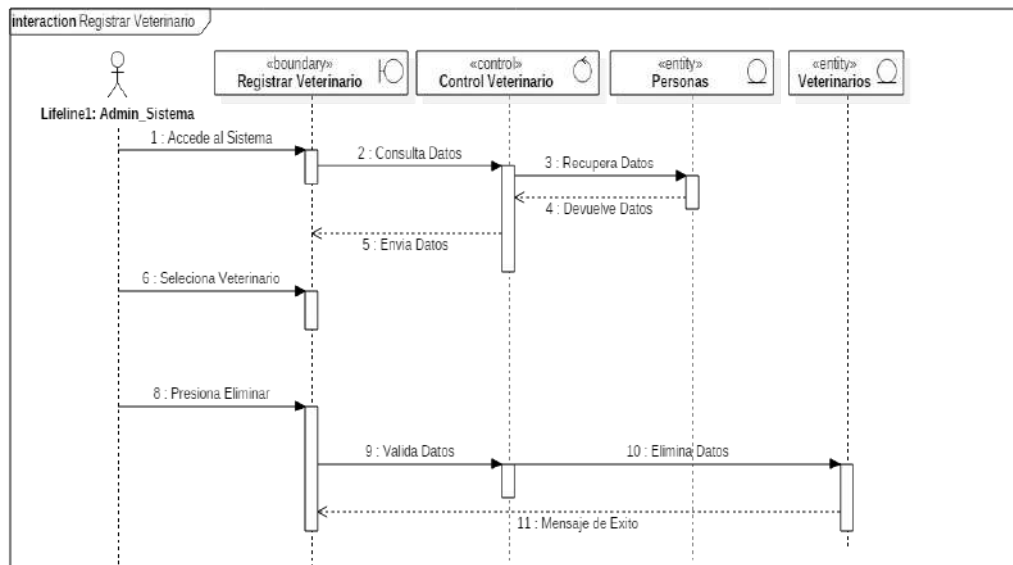 interaction Registrar Veterinario
«boundary»
Registrar Veterinario
«control»
Control Veterinario
«entity»
Personas
«entity»
Veterinarios
Lifeline1: Admin_Sistema
1 : Accede al Sistema
2 : Consulta Datos
3 : Recupera Datos
4 : Devuelve Datos
5 : Envia Datos
6 : Seleciona Veterinario
8 : Presiona Eliminar
9 : Valida Datos
10 : Elimina Datos
11 : Mensaje de Exito